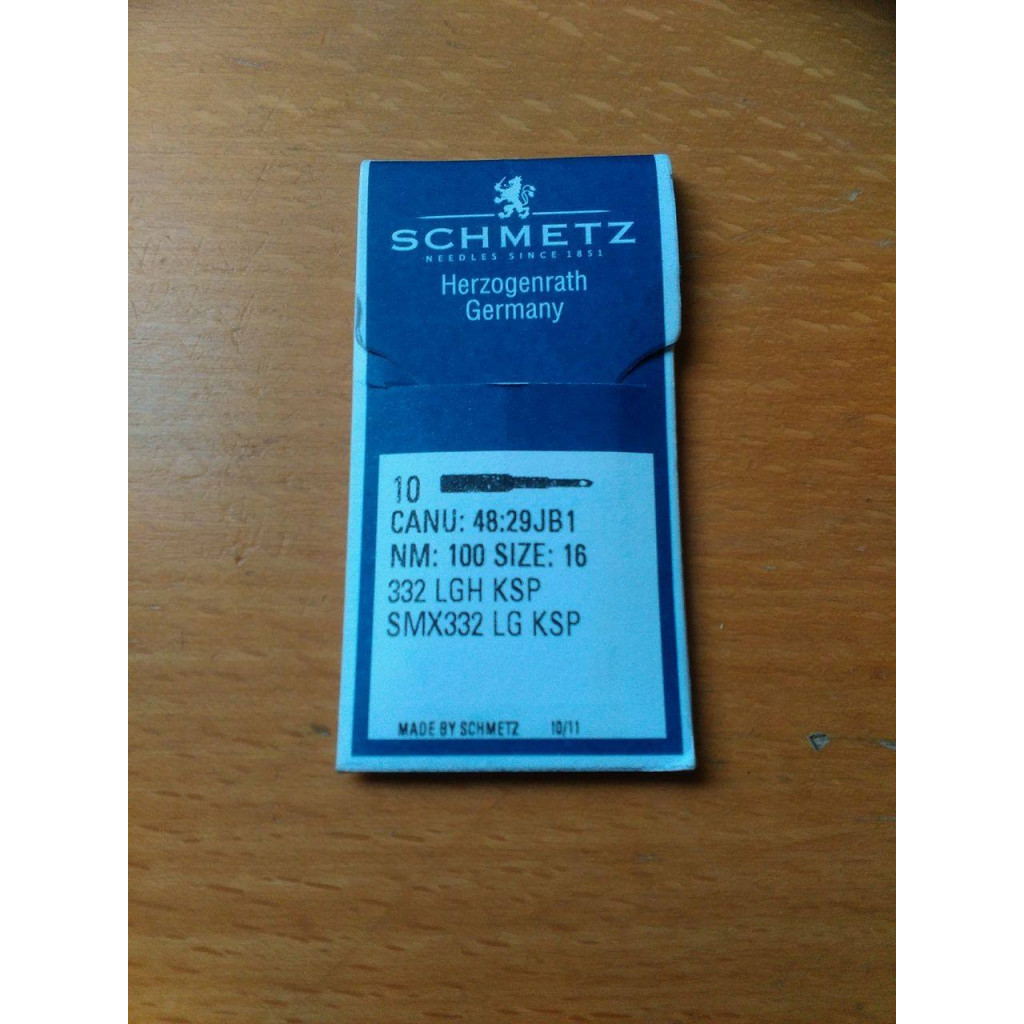 SCHMETZ
NEEDLES SINCE 1851
Herzogenrath
Germany
10
CANU: 48:29JB1
NM: 100 SIZE: 16
332 LGH KSP
SMX332 LG KSP
MADE BY SCHMETZ 10/11